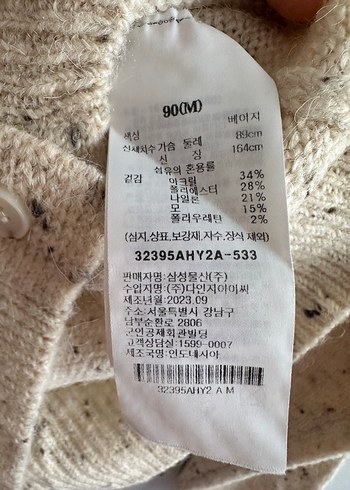 90(M)
색상 베이지
신체치수 가슴 둘레 89cm
신 장 164cm
섬유의 혼용률
겉감 아크릴 34%
폴리에스터 28%
나일론 21%
모 15%
폴리우레탄 2%
(심지,상표,보강재,자수,장식 제외)
32395AHY2A-533
판매자명:삼성물산(주)
수입자명:(주)다인지아이씨
제조년월:2023.09
주소:서울특별시 강남구
남부순환로 2806
군인공제회관빌딩
고객상담실:1599-0007
제조국명:인도네시아
32395AHY2 A M